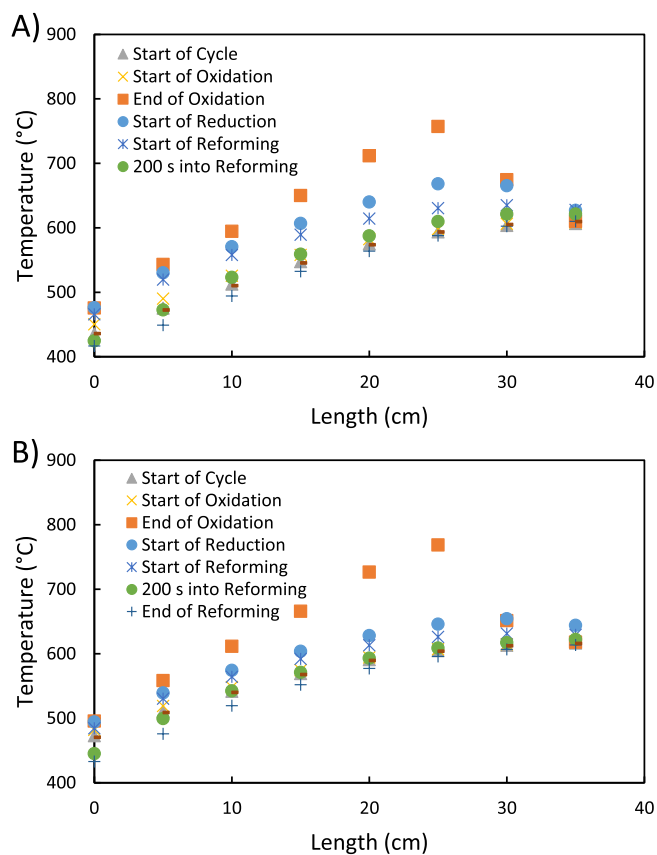 A)
900
800
700
600
500
400
Temperature (°C)
Start of Cycle
Start of Oxidation
End of Oxidation
Start of Reduction
Start of Reforming
200 s into Reforming
0 10 20 30 40
Length (cm)
B)
900
800
700
600
500
400
Temperature (°C)
Start of Cycle
Start of Oxidation
End of Oxidation
Start of Reduction
Start of Reforming
200 s into Reforming
End of Reforming
0 10 20 30 40
Length (cm)